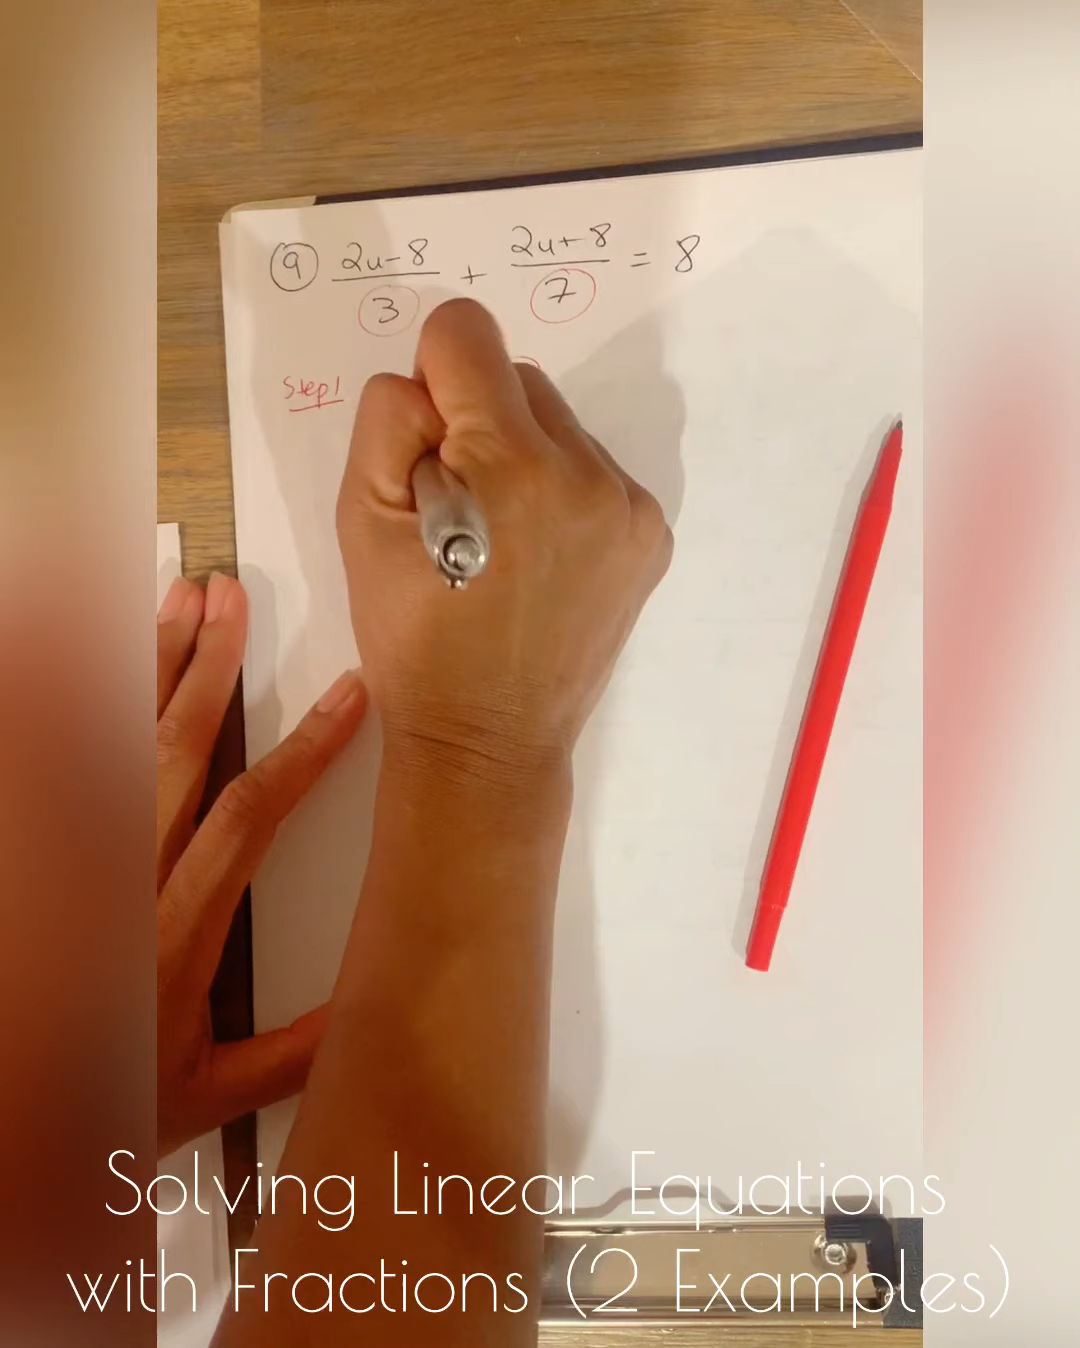 9 2u-8/3 + 2u+8/7 = 8
Step 1
Solving Linear Equations
with Fractions (2 Examples)